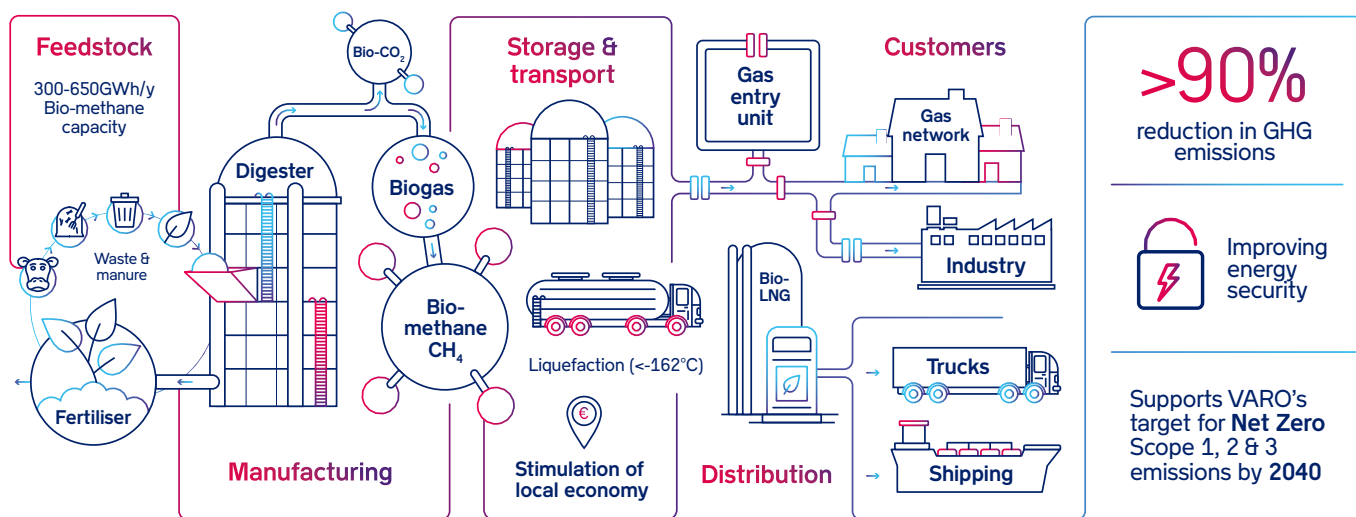 Feedstock
300-650GWh/y
Bio-methane
capacity
Waste &
manure
Fertiliser
Digester
Bio-CO₂
Biogas
Bio-
methane
CH₄
Manufacturing
Storage &
transport
Liquefaction (<-162°C)
€
Stimulation of
local economy
Gas
entry
unit
Bio-
LNG
Distribution
Customers
Gas
network
Industry
Trucks
Shipping
>90%
reduction in GHG
emissions
Improving
energy
security
Supports VARO's
target for Net Zero
Scope 1, 2 & 3
emissions by 2040